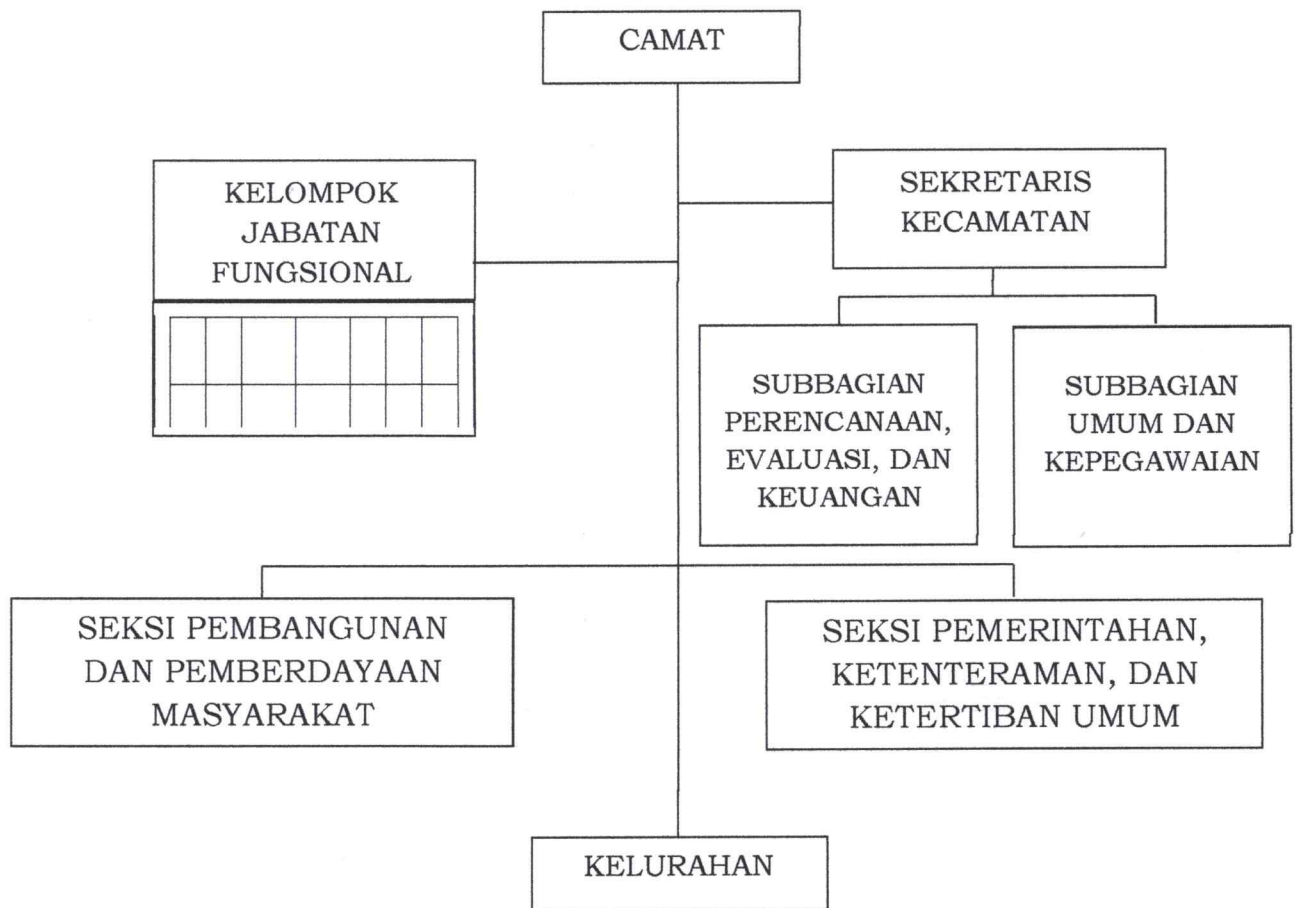 CAMAT
KELOMPOK
JABATAN
FUNGSIONAL
SEKRETARIS
KECAMATAN
SUBBAGIAN
PERENCANAAN,
EVALUASI, DAN
KEUANGAN
SUBBAGIAN
UMUM DAN
KEPEGAWAIAN
SEKSI PEMBANGUNAN
DAN PEMBERDAYAAN
MASYARAKAT
SEKSI PEMERINTAHAN,
KETENTERAMAN, DAN
KETERTIBAN UMUM
KELURAHAN